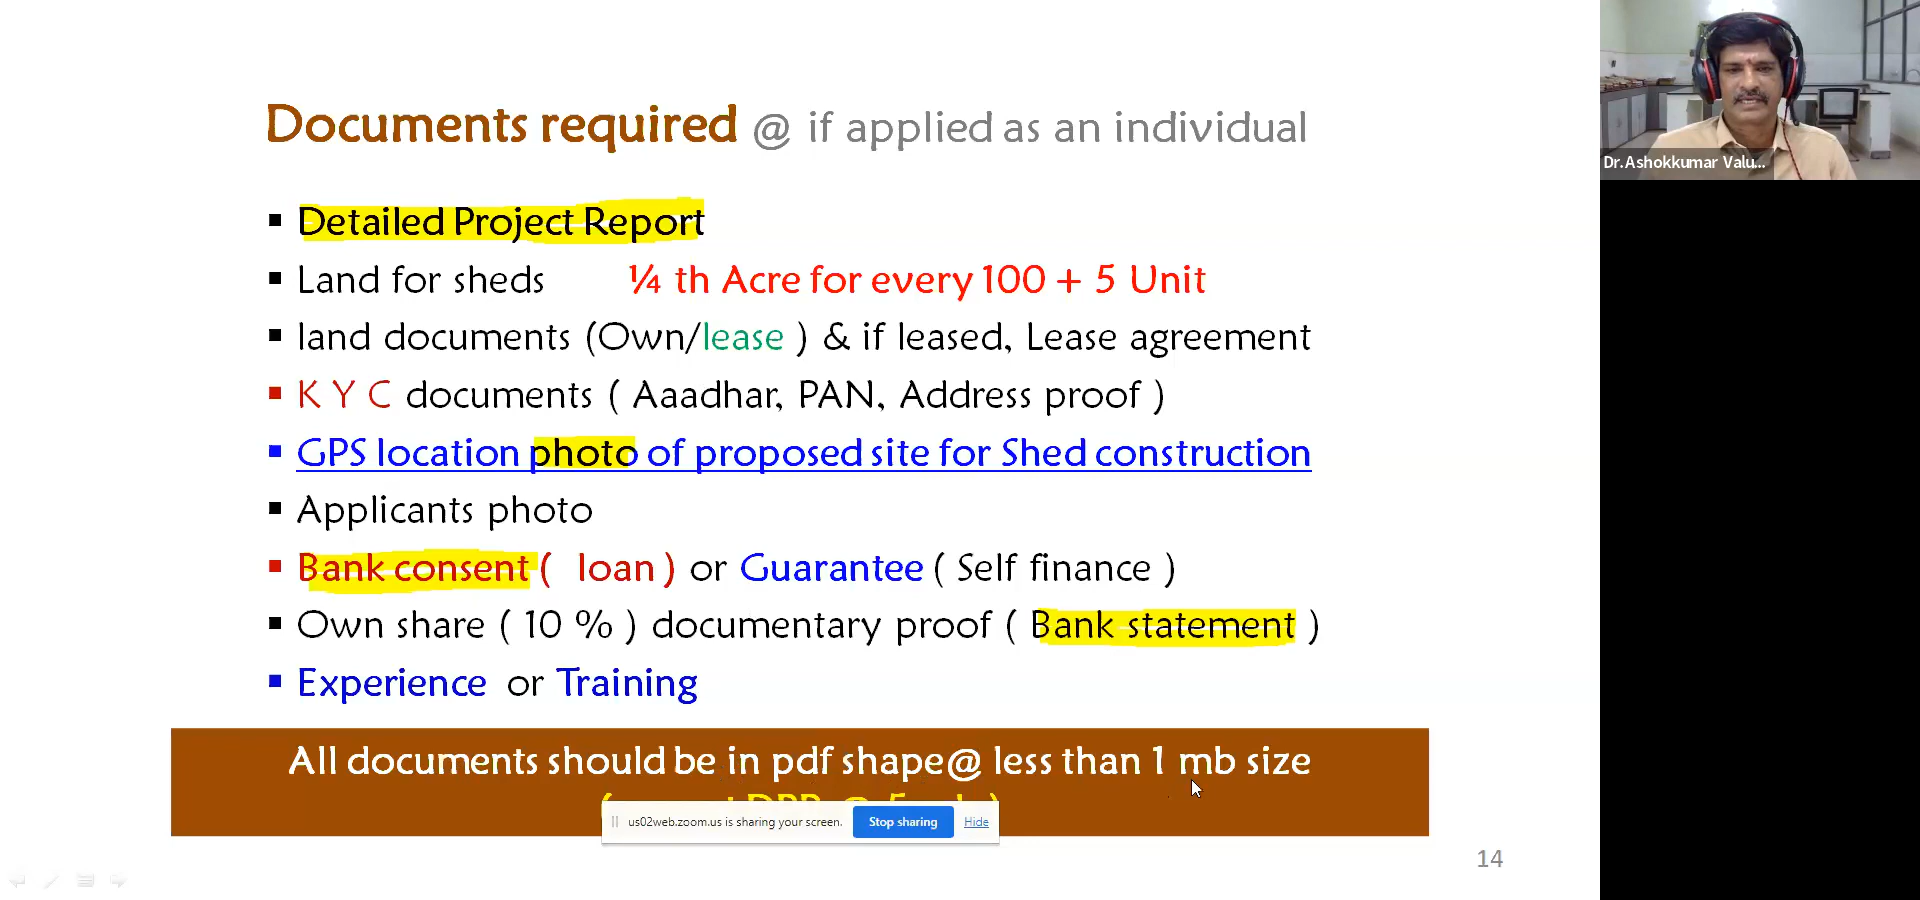 Documents required @ if applied as an individual
Dr.Ashokkumar Valu...
▪ Detailed Project Report
▪ Land for sheds ¼ th Acre for every 100 + 5 Unit
▪ land documents (Own/lease ) & if leased, Lease agreement
▪ K Y C documents ( Aaadhar, PAN, Address proof )
▪ GPS location photo of proposed site for Shed construction
▪ Applicants photo
▪ Bank consent ( loan ) or Guarantee ( Self finance )
▪ Own share ( 10 % ) documentary proof ( Bank statement )
▪ Experience or Training
All documents should be in pdf shape@ less than 1 mb size
us02web.zoom.us is sharing your screen. Stop sharing Hide
14